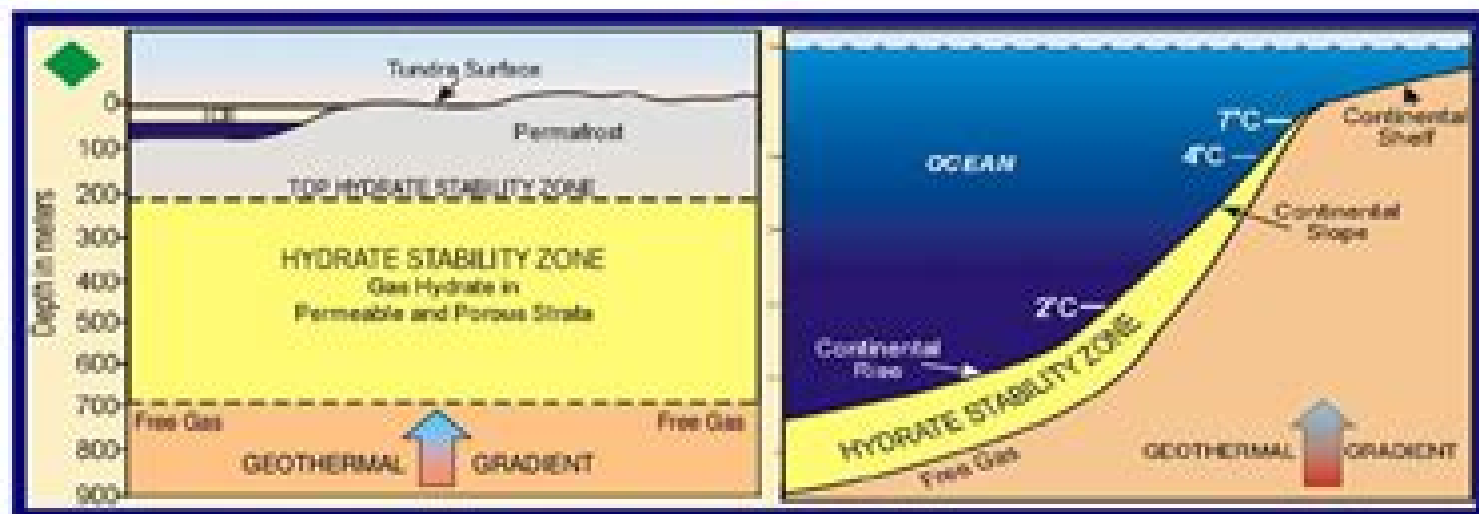 Tundra Surface
Permafrost
TOP HYDRATE STABILITY ZONE
HYDRATE STABILITY ZONE
Gas Hydrate in
Permeable and Porous Strata
Free Gas
Free Gas
GEOTHERMAL GRADIENT
Depth in meters
0
100
200
300
400
500
600
700
800
900
OCEAN
7°C
4°C
2°C
Continental
Shelf
Continental
Slope
Continental
Rise
HYDRATE STABILITY ZONE
Free Gas
GEOTHERMAL GRADIENT